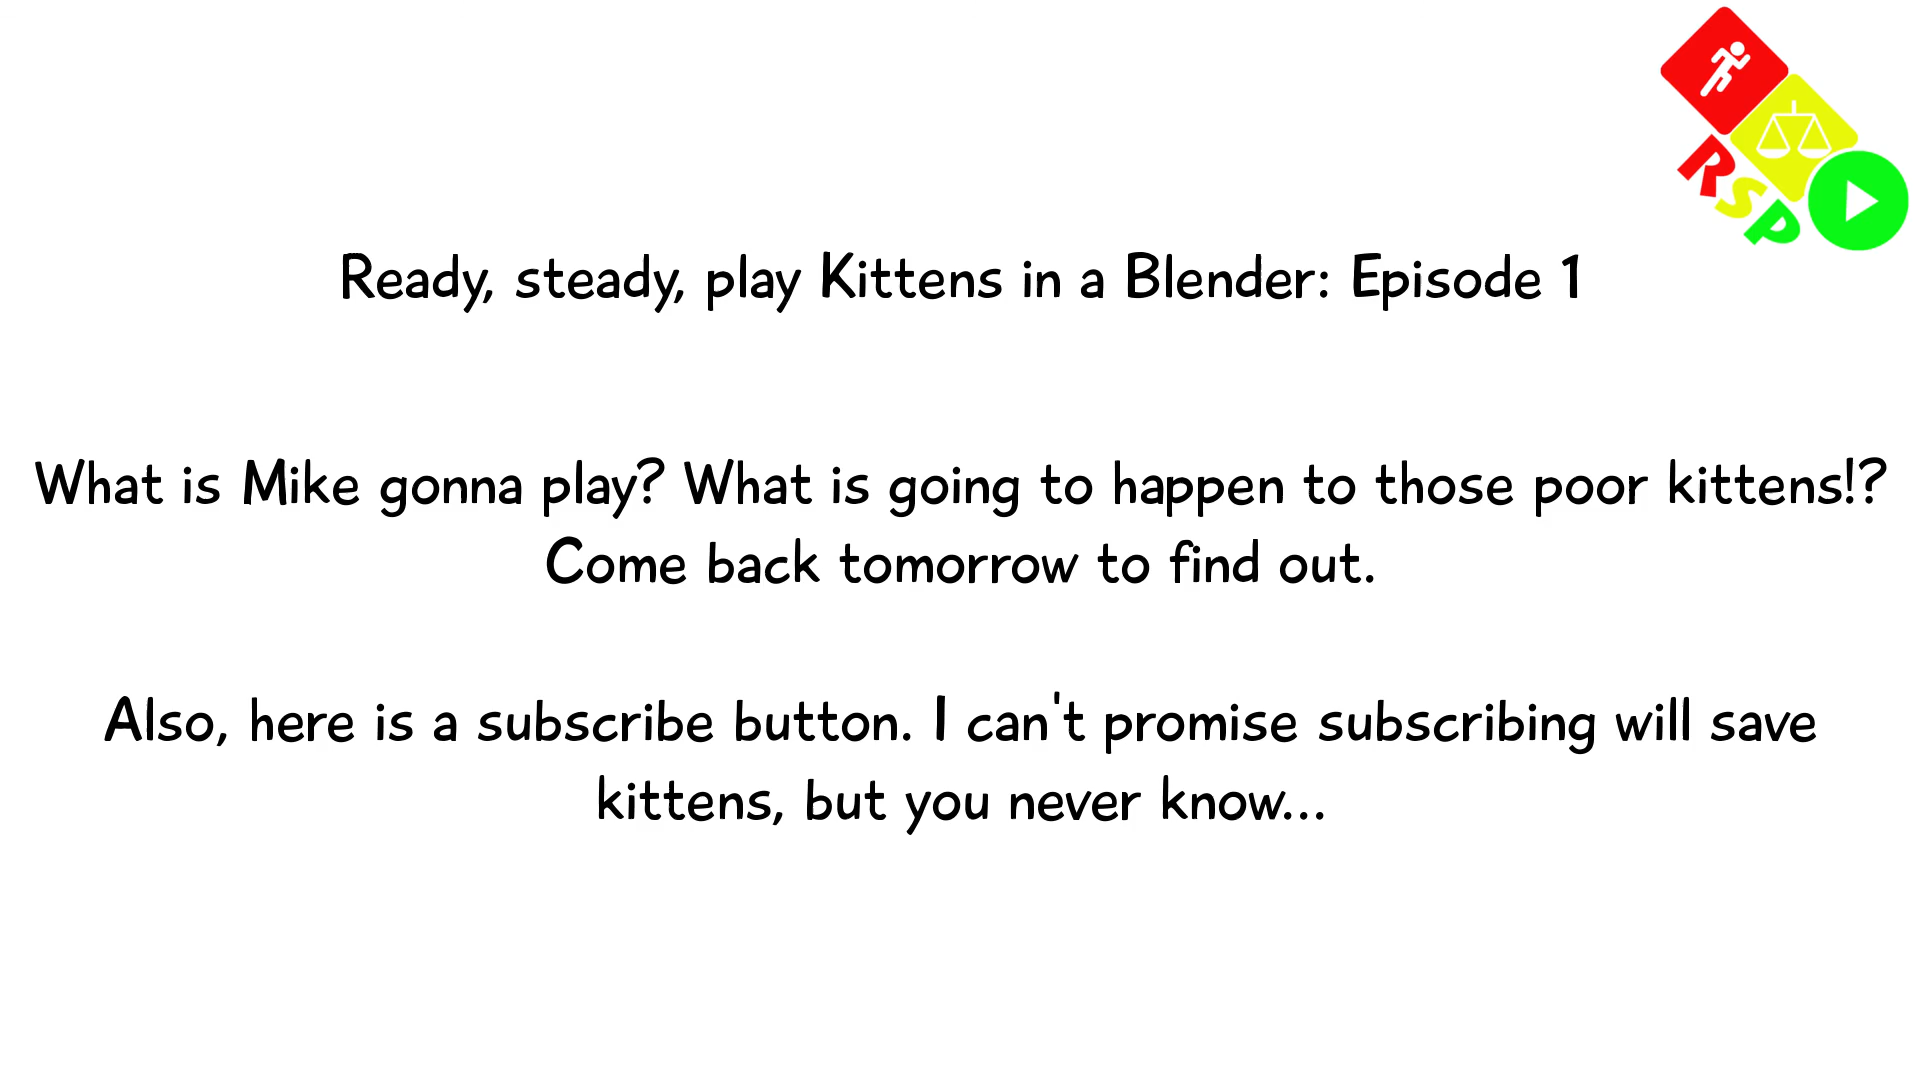 RSP
Ready, steady, play Kittens in a Blender: Episode 1
What is Mike gonna play? What is going to happen to those poor kittens!?
Come back tomorrow to find out.
Also, here is a subscribe button. I can't promise subscribing will save
kittens, but you never know...